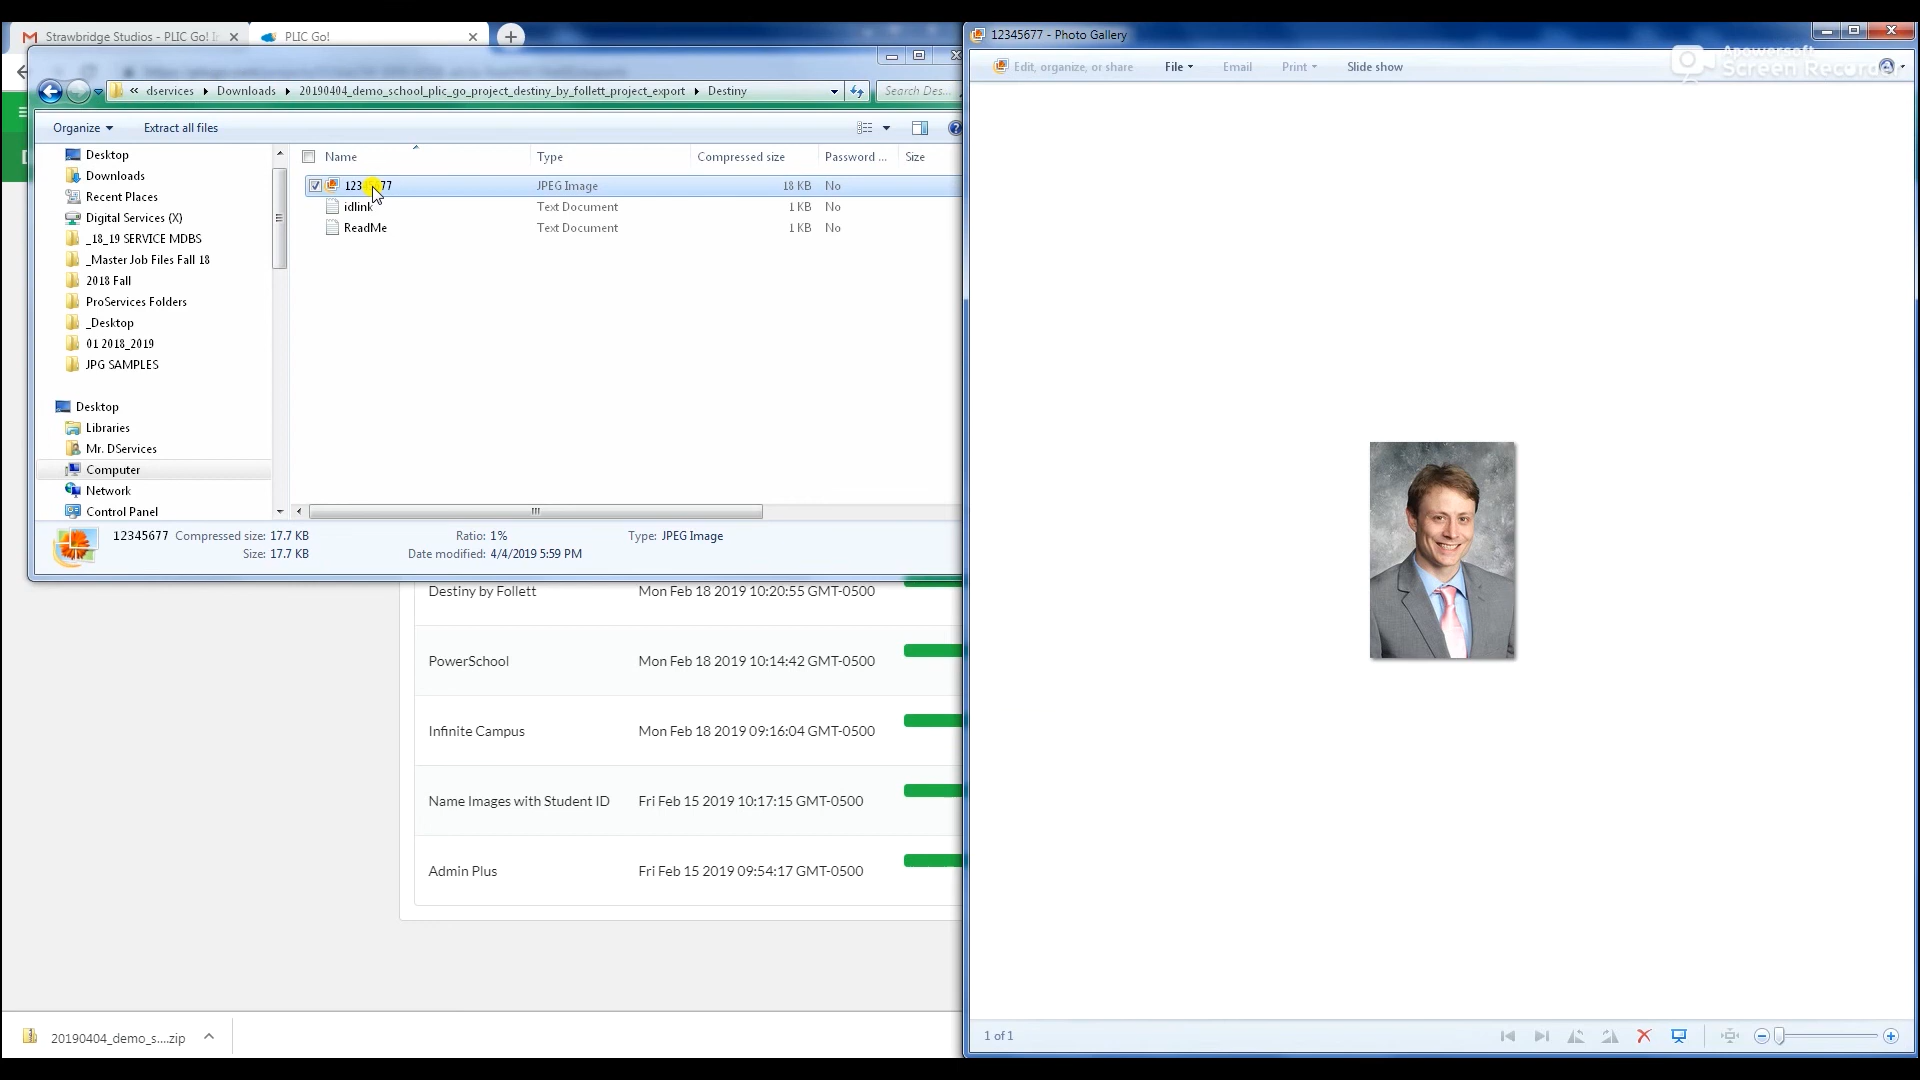 Strawbridge Studios - PLIC Go! I
PLIC Go!
12345677 - Photo Gallery
Apowersoft
Screen Recorder
Edit, organize, or share
File
Email
Print
Slide show
« dservices
Downloads
20190404_demo_school_plic_go_project_destiny_by_follett_project_export
Destiny
Search Des...
Organize
Extract all files
Name
Type
Compressed size
Password ...
Size
Desktop
Downloads
Recent Places
Digital Services (X)
_18_19 SERVICE MDBS
_Master Job Files Fall 18
2018 Fall
ProServices Folders
_Desktop
01 2018_2019
JPG SAMPLES
Desktop
Libraries
Mr. DServices
Computer
Network
Control Panel
JPEG Image
18 KB
No
idlink
Text Document
1 KB
No
ReadMe
Text Document
1 KB
No
12345677
Compressed size: 17.7 KB
Size: 17.7 KB
Ratio: 1%
Date modified: 4/4/2019 5:59 PM
Type: JPEG Image
Destiny by Follett
Mon Feb 18 2019 10:20:55 GMT-0500
PowerSchool
Mon Feb 18 2019 10:14:42 GMT-0500
Infinite Campus
Mon Feb 18 2019 09:16:04 GMT-0500
Name Images with Student ID
Fri Feb 15 2019 10:17:15 GMT-0500
Admin Plus
Fri Feb 15 2019 09:54:17 GMT-0500
20190404_demo_s....zip
1 of 1